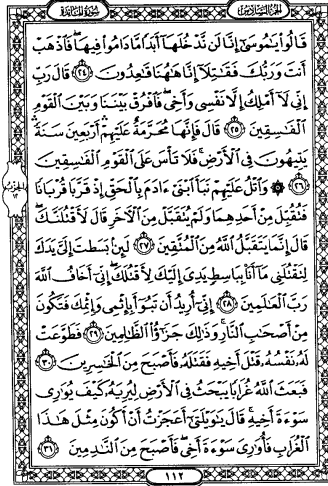 الجزء السادس
سورة المائدة
قَالُوا يَـٰمُوسَىٰٓ إِنَّا لَن نَّدْخُلَهَآ أَبَدًا مَّا دَامُوا فِيهَا فَٱذْهَبْ
أَنتَ وَرَبُّكَ فَقَـٰتِلَآ إِنَّا هَـٰهُنَا قَـٰعِدُونَ ٢٤ قَالَ رَبِّ
إِنِّى لَآ أَمْلِكُ إِلَّا نَفْسِى وَأَخِى فَٱفْرُقْ بَيْنَنَا وَبَيْنَ ٱلْقَوْمِ
ٱلْفَـٰسِقِينَ ٢٥ قَالَ فَإِنَّهَا مُحَرَّمَةٌ عَلَيْهِمْ أَرْبَعِينَ سَنَةً
يَتِيهُونَ فِى ٱلْأَرْضِ فَلَا تَأْسَ عَلَى ٱلْقَوْمِ ٱلْفَـٰسِقِينَ
٢٦ ۞ وَٱتْلُ عَلَيْهِمْ نَبَأَ ٱبْنَىْ ءَادَمَ بِٱلْحَقِّ إِذْ قَرَّبَا قُرْبَانًا
فَتُقُبِّلَ مِنْ أَحَدِهِمَا وَلَمْ يُتَقَبَّلْ مِنَ ٱلْـَٔاخَرِ قَالَ لَأَقْتُلَنَّكَ
قَالَ إِنَّمَا يَتَقَبَّلُ ٱللَّهُ مِنَ ٱلْمُتَّقِينَ ٢٧ لَئِنۢ بَسَطتَ إِلَىَّ يَدَكَ
لِتَقْتُلَنِى مَآ أَنَا۠ بِبَاسِطٍ يَدِىَ إِلَيْكَ لِأَقْتُلَكَ إِنِّىٓ أَخَافُ ٱللَّهَ
رَبَّ ٱلْعَـٰلَمِينَ ٢٨ إِنِّىٓ أُرِيدُ أَن تَبُوٓأَ بِإِثْمِى وَإِثْمِكَ فَتَكُونَ
مِنْ أَصْحَـٰبِ ٱلنَّارِ وَذَٰلِكَ جَزَٰٓؤُا ٱلظَّـٰلِمِينَ ٢٩ فَطَوَّعَتْ
لَهُۥ نَفْسُهُۥ قَتْلَ أَخِيهِ فَقَتَلَهُۥ فَأَصْبَحَ مِنَ ٱلْخَـٰسِرِينَ ٣٠
فَبَعَثَ ٱللَّهُ غُرَابًا يَبْحَثُ فِى ٱلْأَرْضِ لِيُرِيَهُۥ كَيْفَ يُوَٰرِى
سَوْءَةَ أَخِيهِ قَالَ يَـٰوَيْلَتَىٰٓ أَعَجَزْتُ أَنْ أَكُونَ مِثْلَ هَـٰذَا
ٱلْغُرَابِ فَأُوَٰرِىَ سَوْءَةَ أَخِى فَأَصْبَحَ مِنَ ٱلنَّـٰدِمِينَ ٣١
١١٢